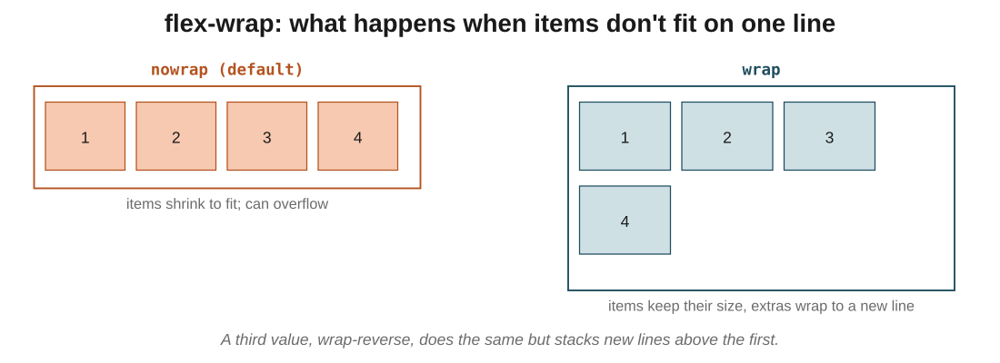 flex-wrap: what happens when items don't fit on one line
nowrap (default)
1 2 3 4
items shrink to fit; can overflow
wrap
1 2 3
4
items keep their size, extras wrap to a new line
A third value, wrap-reverse, does the same but stacks new lines above the first.